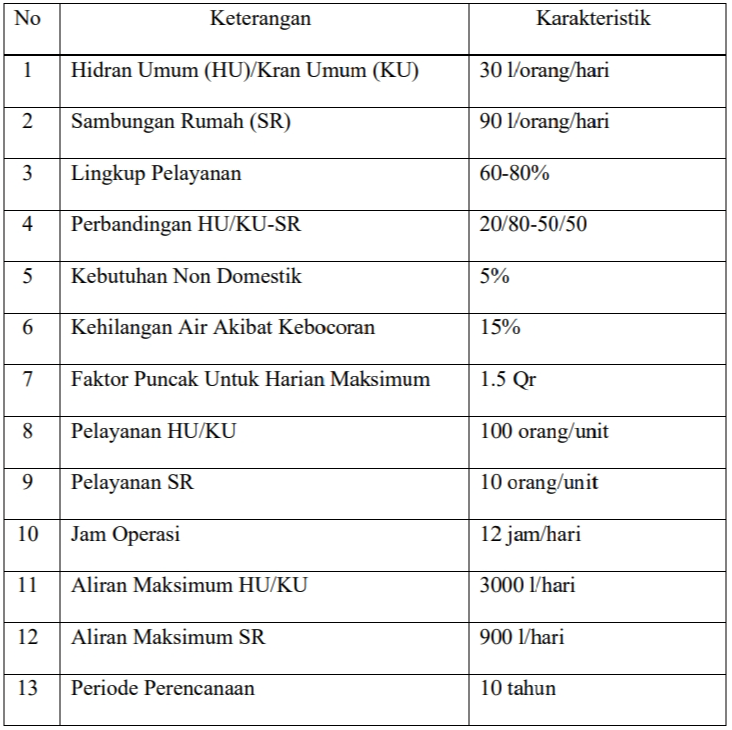 No Keterangan Karakteristik
1 Hidran Umum (HU)/Kran Umum (KU) 30 l/orang/hari
2 Sambungan Rumah (SR) 90 l/orang/hari
3 Lingkup Pelayanan 60-80%
4 Perbandingan HU/KU-SR 20/80-50/50
5 Kebutuhan Non Domestik 5%
6 Kehilangan Air Akibat Kebocoran 15%
7 Faktor Puncak Untuk Harian Maksimum 1.5 Qr
8 Pelayanan HU/KU 100 orang/unit
9 Pelayanan SR 10 orang/unit
10 Jam Operasi 12 jam/hari
11 Aliran Maksimum HU/KU 3000 l/hari
12 Aliran Maksimum SR 900 l/hari
13 Periode Perencanaan 10 tahun